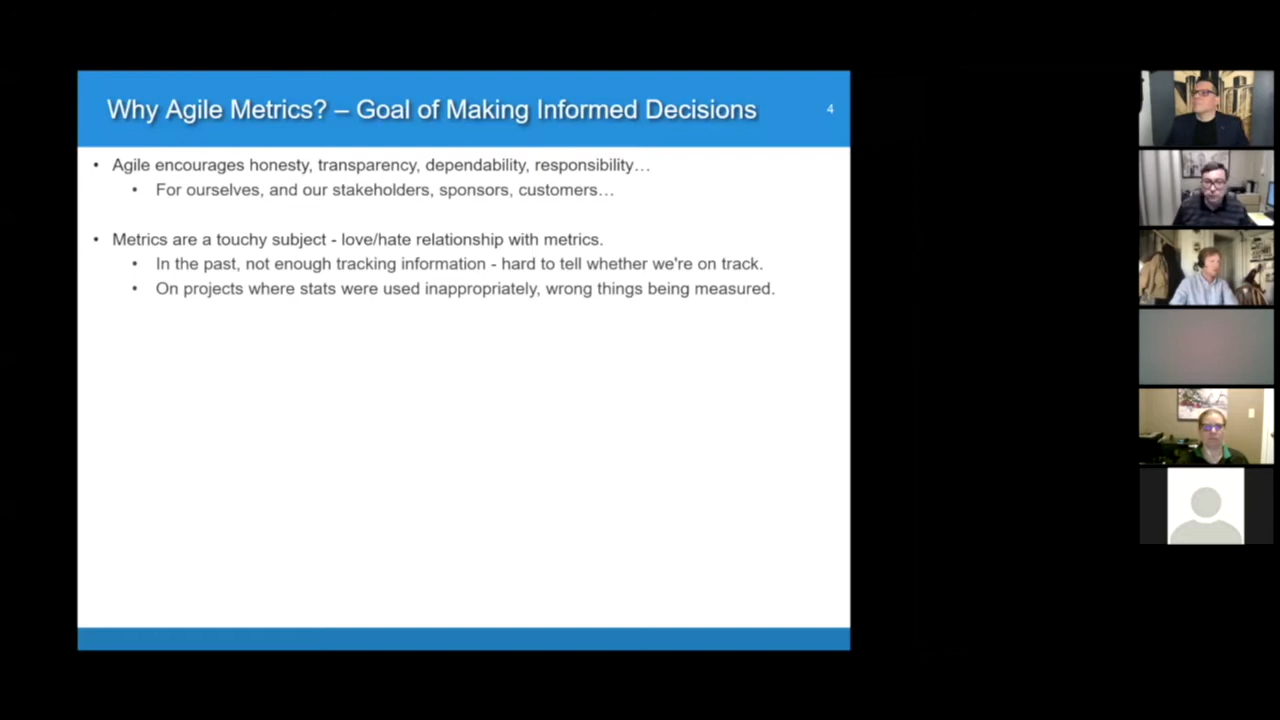 Why Agile Metrics? – Goal of Making Informed Decisions
4
• Agile encourages honesty, transparency, dependability, responsibility…
• For ourselves, and our stakeholders, sponsors, customers…
• Metrics are a touchy subject - love/hate relationship with metrics.
• In the past, not enough tracking information - hard to tell whether we're on track.
• On projects where stats were used inappropriately, wrong things being measured.